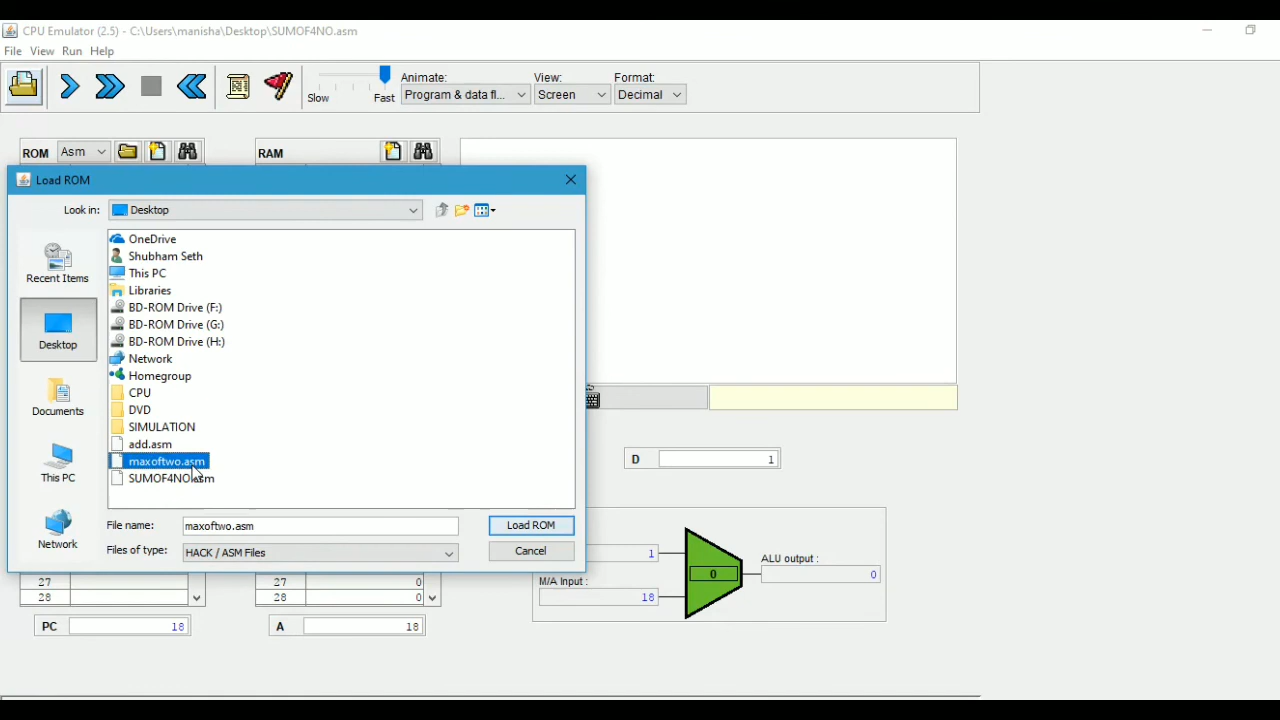 CPU Emulator (2.5) - C:\Users\manisha\Desktop\SUMOF4NO.asm
File View Run Help
Animate: View: Format:
Slow Fast Program & data fl... Screen Decimal
ROM Asm RAM
Load ROM
Look in: Desktop
OneDrive
Shubham Seth
Recent Items
This PC
Libraries
BD-ROM Drive (F:)
BD-ROM Drive (G:)
Desktop
BD-ROM Drive (H:)
Network
Homegroup
CPU
Documents
DVD
SIMULATION
add.asm
maxoftwo.asm
D 1
This PC
SUMOF4NO.asm
File name: maxoftwo.asm Load ROM
Network
Files of type: HACK / ASM Files Cancel
1 ALU output :
0 0
27 27 0 M/A Input :
28 28 0 18
PC 18 A 18